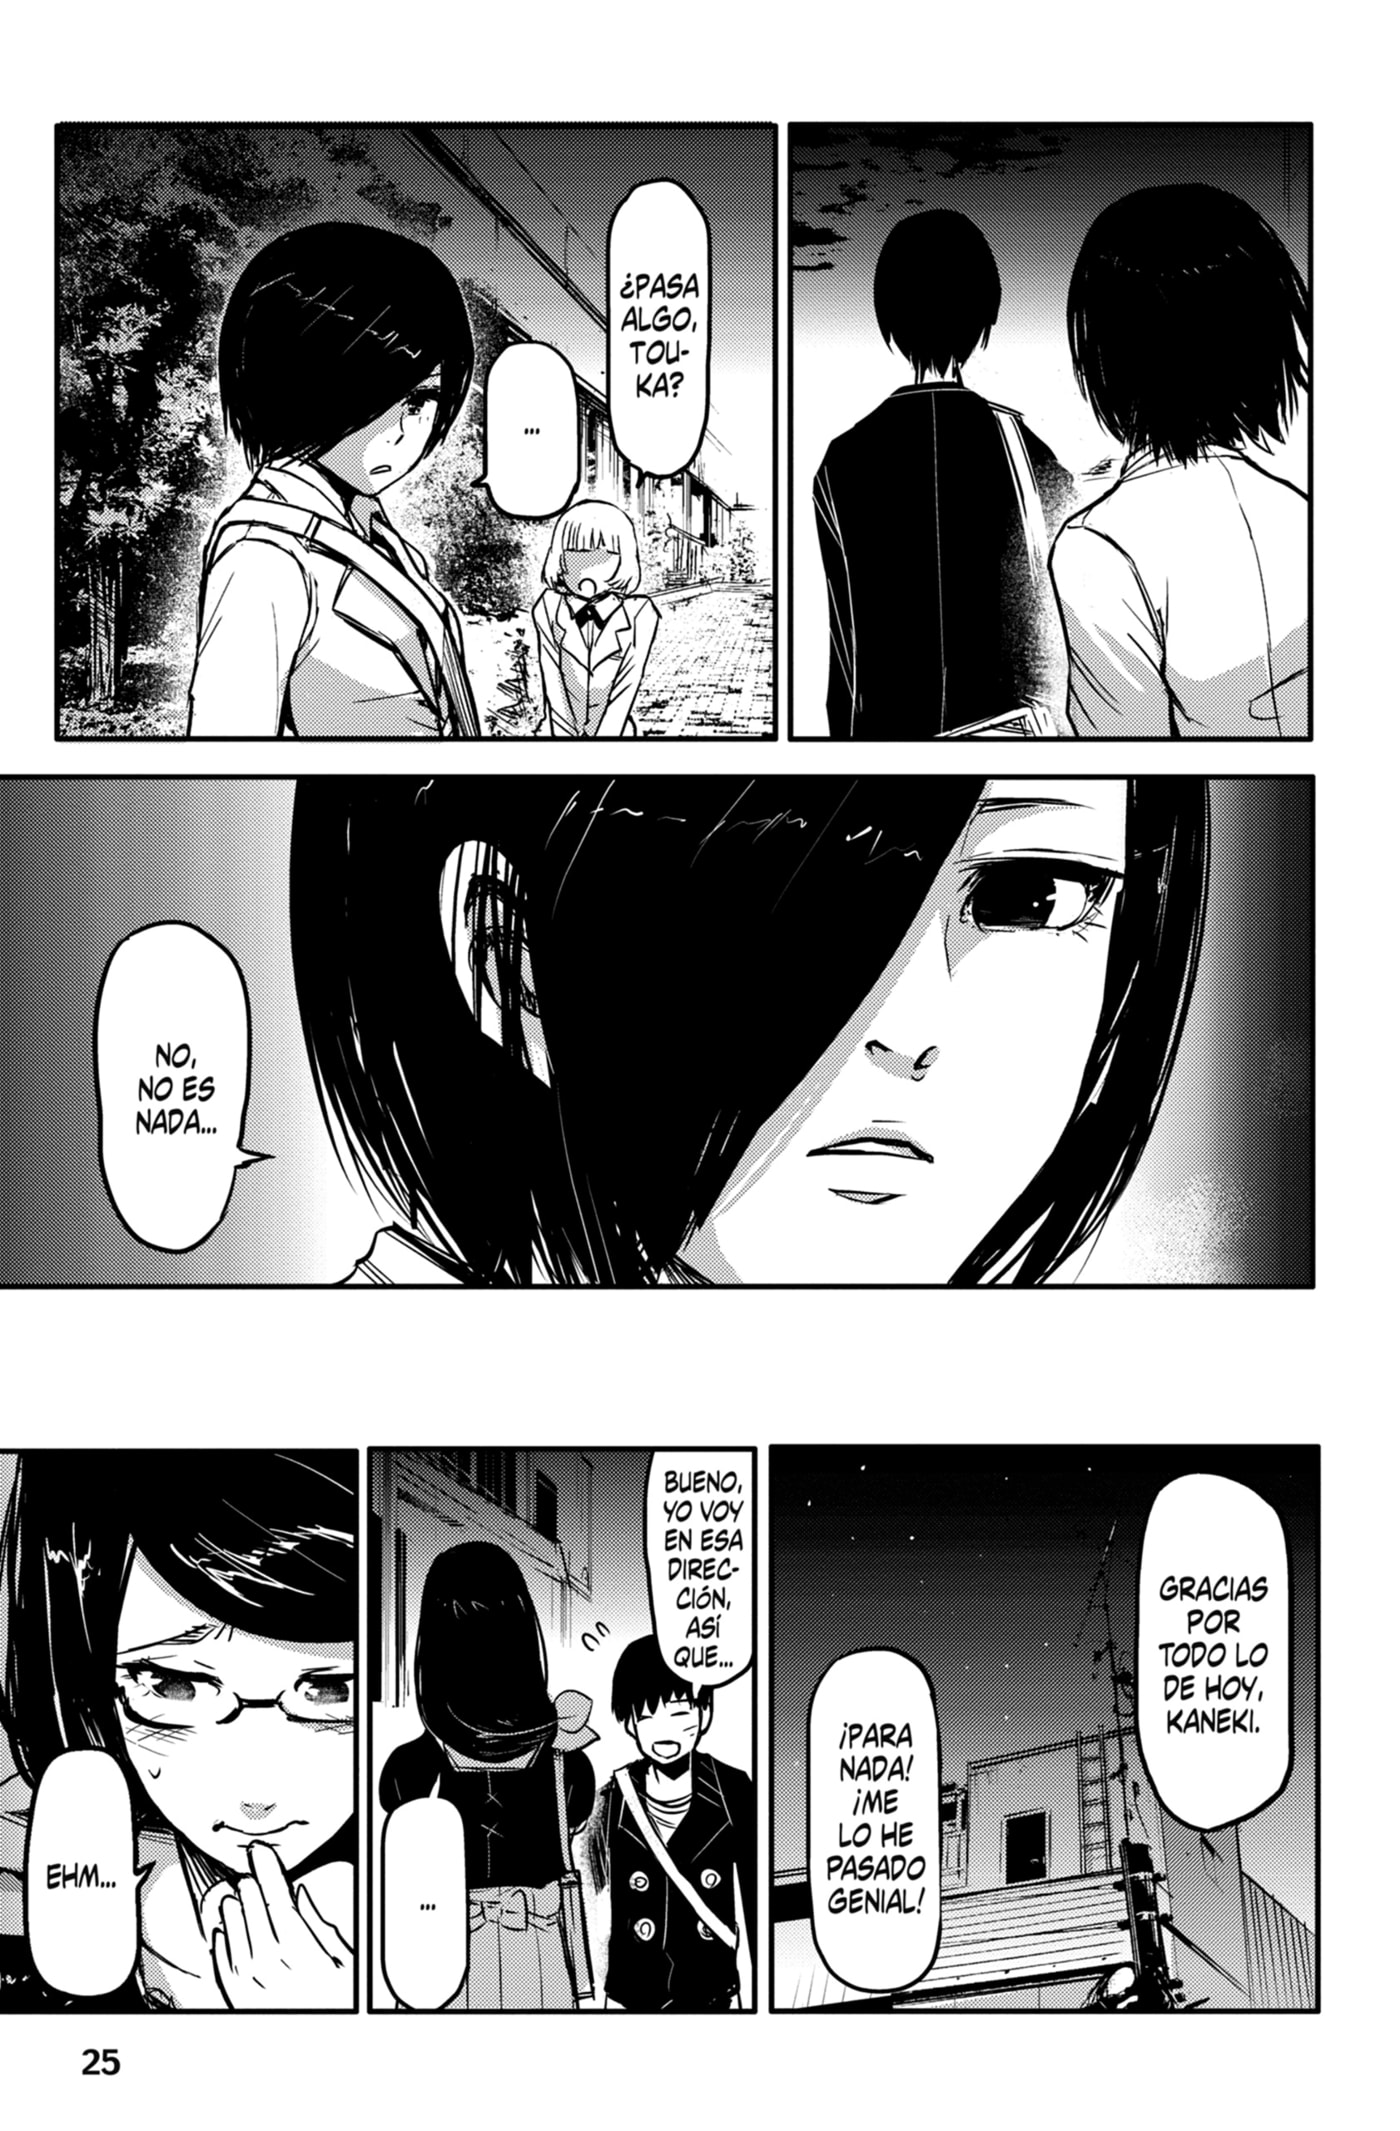 ¿PASA
ALGO,
TOU-
KA?
...
NO,
NO ES
NADA...
GRACIAS
POR
TODO LO
DE HOY,
KANEKI.
¡PARA
NADA!
¡ME
LO HE
PASADO
GENIAL!
BUENO,
YO VOY
EN ESA
DIREC-
CIÓN,
ASÍ
QUE...
...
EHM...
25